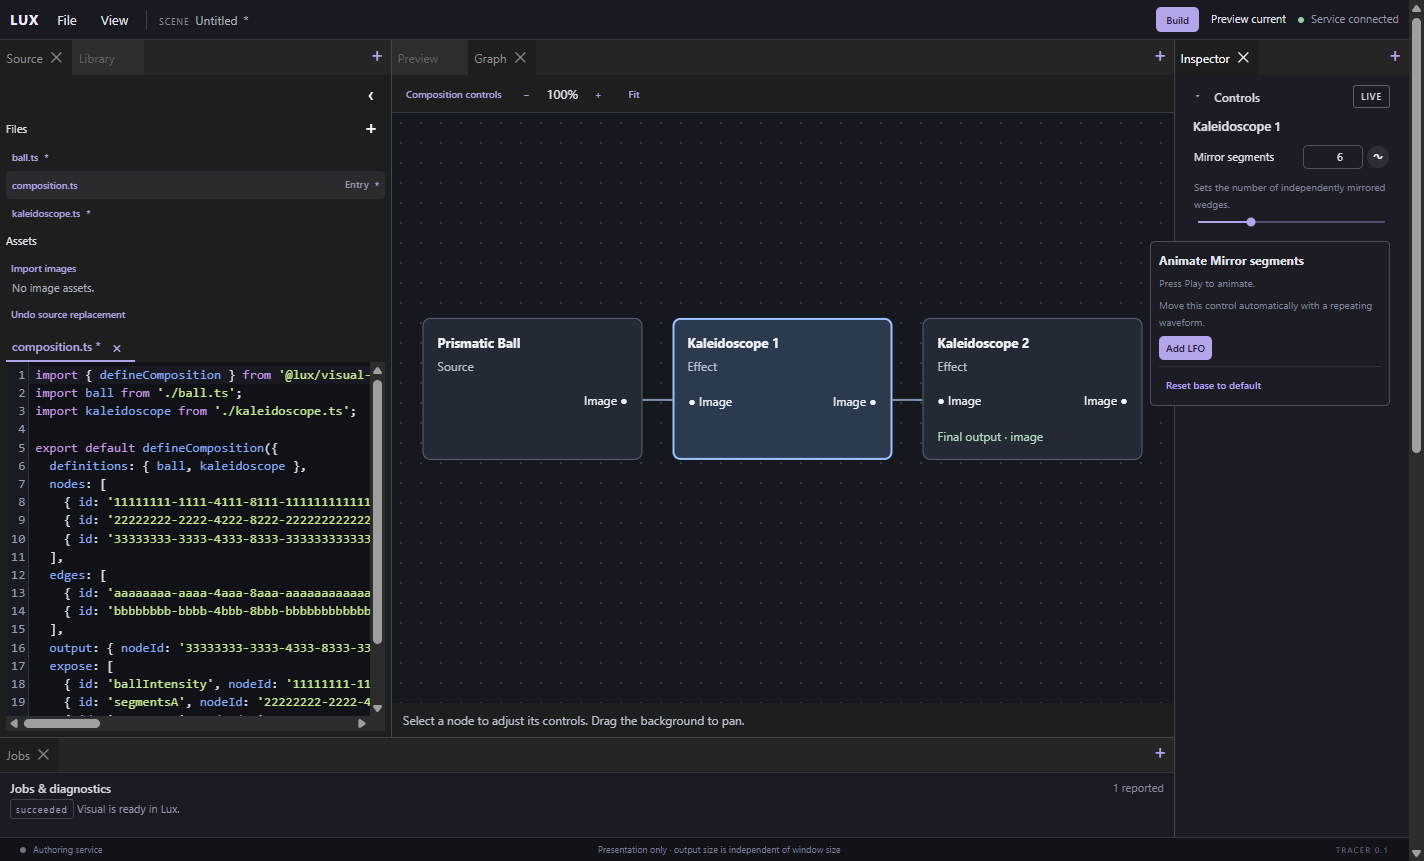 LUX File View SCENE Untitled * Build Preview current Service connected
Source Library + Preview Graph + Inspector +
Composition controls − 100% + Fit
Controls LIVE
Files +
ball.ts *
composition.ts Entry *
kaleidoscope.ts *
Assets
Import images
No image assets.
Undo source replacement
composition.ts * ×
1 import { defineComposition } from '@lux/visual-
2 import ball from './ball.ts';
3 import kaleidoscope from './kaleidoscope.ts';
4
5 export default defineComposition({
6 definitions: { ball, kaleidoscope },
7 nodes: [
8 { id: '11111111-1111-4111-8111-111111111111
9 { id: '22222222-2222-4222-8222-222222222222
10 { id: '33333333-3333-4333-8333-333333333333
11 ],
12 edges: [
13 { id: 'aaaaaaaa-aaaa-4aaa-8aaa-aaaaaaaaaaaa
14 { id: 'bbbbbbbb-bbbb-4bbb-8bbb-bbbbbbbbbbbb
15 ],
16 output: { nodeId: '33333333-3333-4333-8333-33
17 expose: [
18 { id: 'ballIntensity', nodeId: '11111111-11
19 { id: 'segmentsA', nodeId: '22222222-2222-4
Prismatic Ball
Source
Image
Kaleidoscope 1
Effect
Image Image
Kaleidoscope 2
Effect
Image Image
Final output · image
Select a node to adjust its controls. Drag the background to pan.
Kaleidoscope 1
Mirror segments 6
Sets the number of independently mirrored
wedges.
Animate Mirror segments
Press Play to animate.
Move this control automatically with a repeating
waveform.
Add LFO
Reset base to default
Jobs +
Jobs & diagnostics 1 reported
succeeded Visual is ready in Lux.
Authoring service Presentation only · output size is independent of window size TRACER 0.1